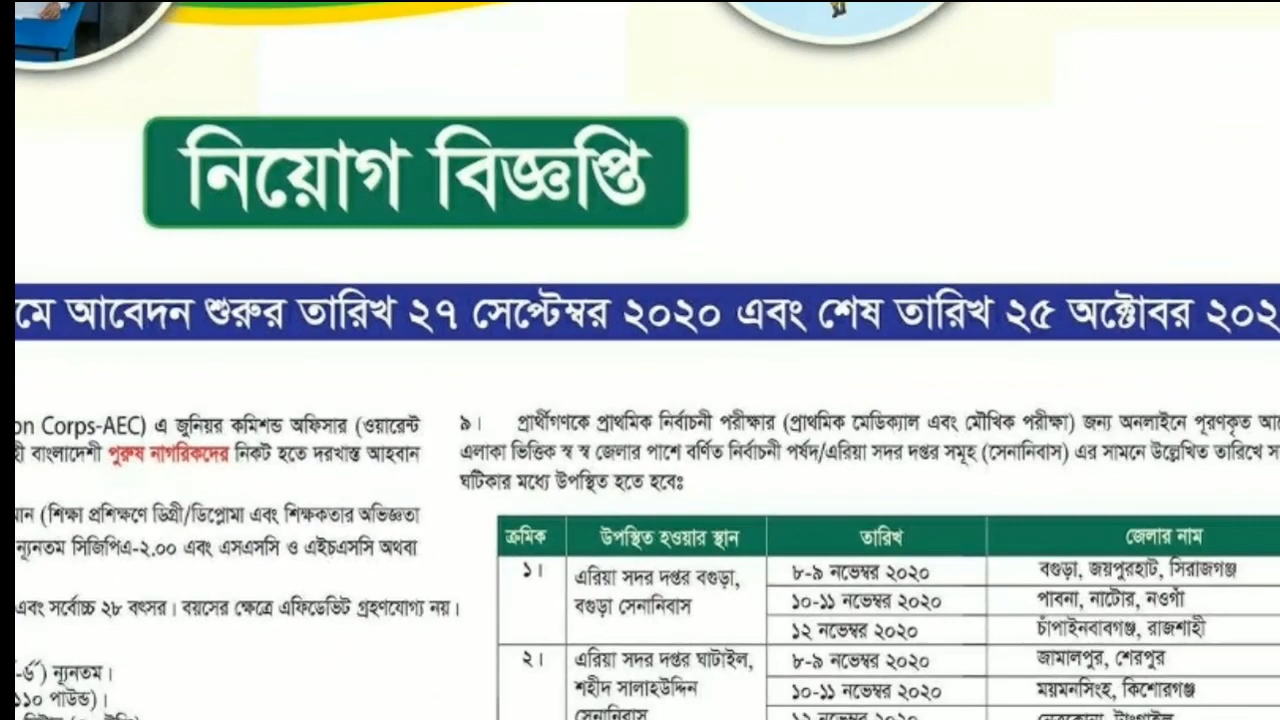 নিয়োগ বিজ্ঞপ্তি
মে আবেদন শুরুর তারিখ ২৭ সেপ্টেম্বর ২০২০ এবং শেষ তারিখ ২৫ অক্টোবর ২০২
on Corps-AEC) এ জুনিয়র কমিশন্ড অফিসার (ওয়ারেন্ট
হী বাংলাদেশী পুরুষ নাগরিকদের নিকট হতে দরখাস্ত আহবান
মান (শিক্ষা প্রশিক্ষণে ডিগ্রী/ডিপ্লোমা এবং শিক্ষকতার অভিজ্ঞতা
ন্যূনতম সিজিপিএ-২.০০ এবং এসএসসি ও এইচএসসি অথবা
এবং সর্বোচ্চ ২৮ বৎসর। বয়সের ক্ষেত্রে এফিডেভিট গ্রহণযোগ্য নয়।
-৬") ন্যূনতম।
১১০ পাউন্ড)।
৯। প্রার্থীগণকে প্রাথমিক নির্বাচনী পরীক্ষার (প্রাথমিক মেডিক্যাল এবং মৌখিক পরীক্ষা) জন্য অনলাইনে পূরণকৃত আবে
এলাকা ভিত্তিক স্ব স্ব জেলার পাশে বর্ণিত নির্বাচনী পর্ষদ/এরিয়া সদর দপ্তর সমূহ (সেনানিবাস) এর সামনে উল্লেখিত তারিখে স
ঘটিকার মধ্যে উপস্থিত হতে হবেঃ
ক্রমিক উপস্থিত হওয়ার স্থান তারিখ জেলার নাম
১। এরিয়া সদর দপ্তর বগুড়া, ৮-৯ নভেম্বর ২০২০ বগুড়া, জয়পুরহাট, সিরাজগঞ্জ
বগুড়া সেনানিবাস ১০-১১ নভেম্বর ২০২০ পাবনা, নাটোর, নওগাঁ
১২ নভেম্বর ২০২০ চাঁপাইনবাবগঞ্জ, রাজশাহী
২। এরিয়া সদর দপ্তর ঘাটাইল, ৮-৯ নভেম্বর ২০২০ জামালপুর, শেরপুর
শহীদ সালাহউদ্দিন ১০-১১ নভেম্বর ২০২০ ময়মনসিংহ, কিশোরগঞ্জ
সেনানিবাস ১২ নভেম্বর ২০২০ নেত্রকোনা, টাংগাইল